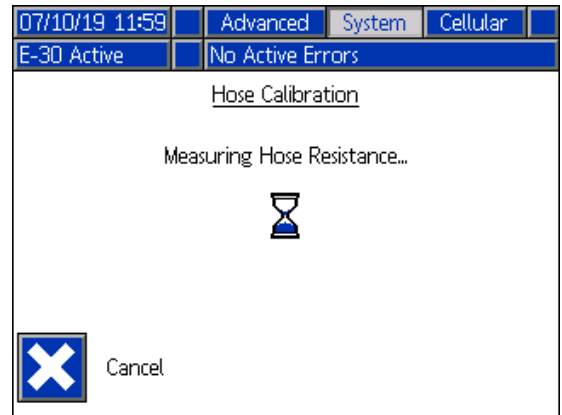 07/10/19 11:59 Advanced System Cellular
E-30 Active No Active Errors
Hose Calibration
Measuring Hose Resistance...
Cancel